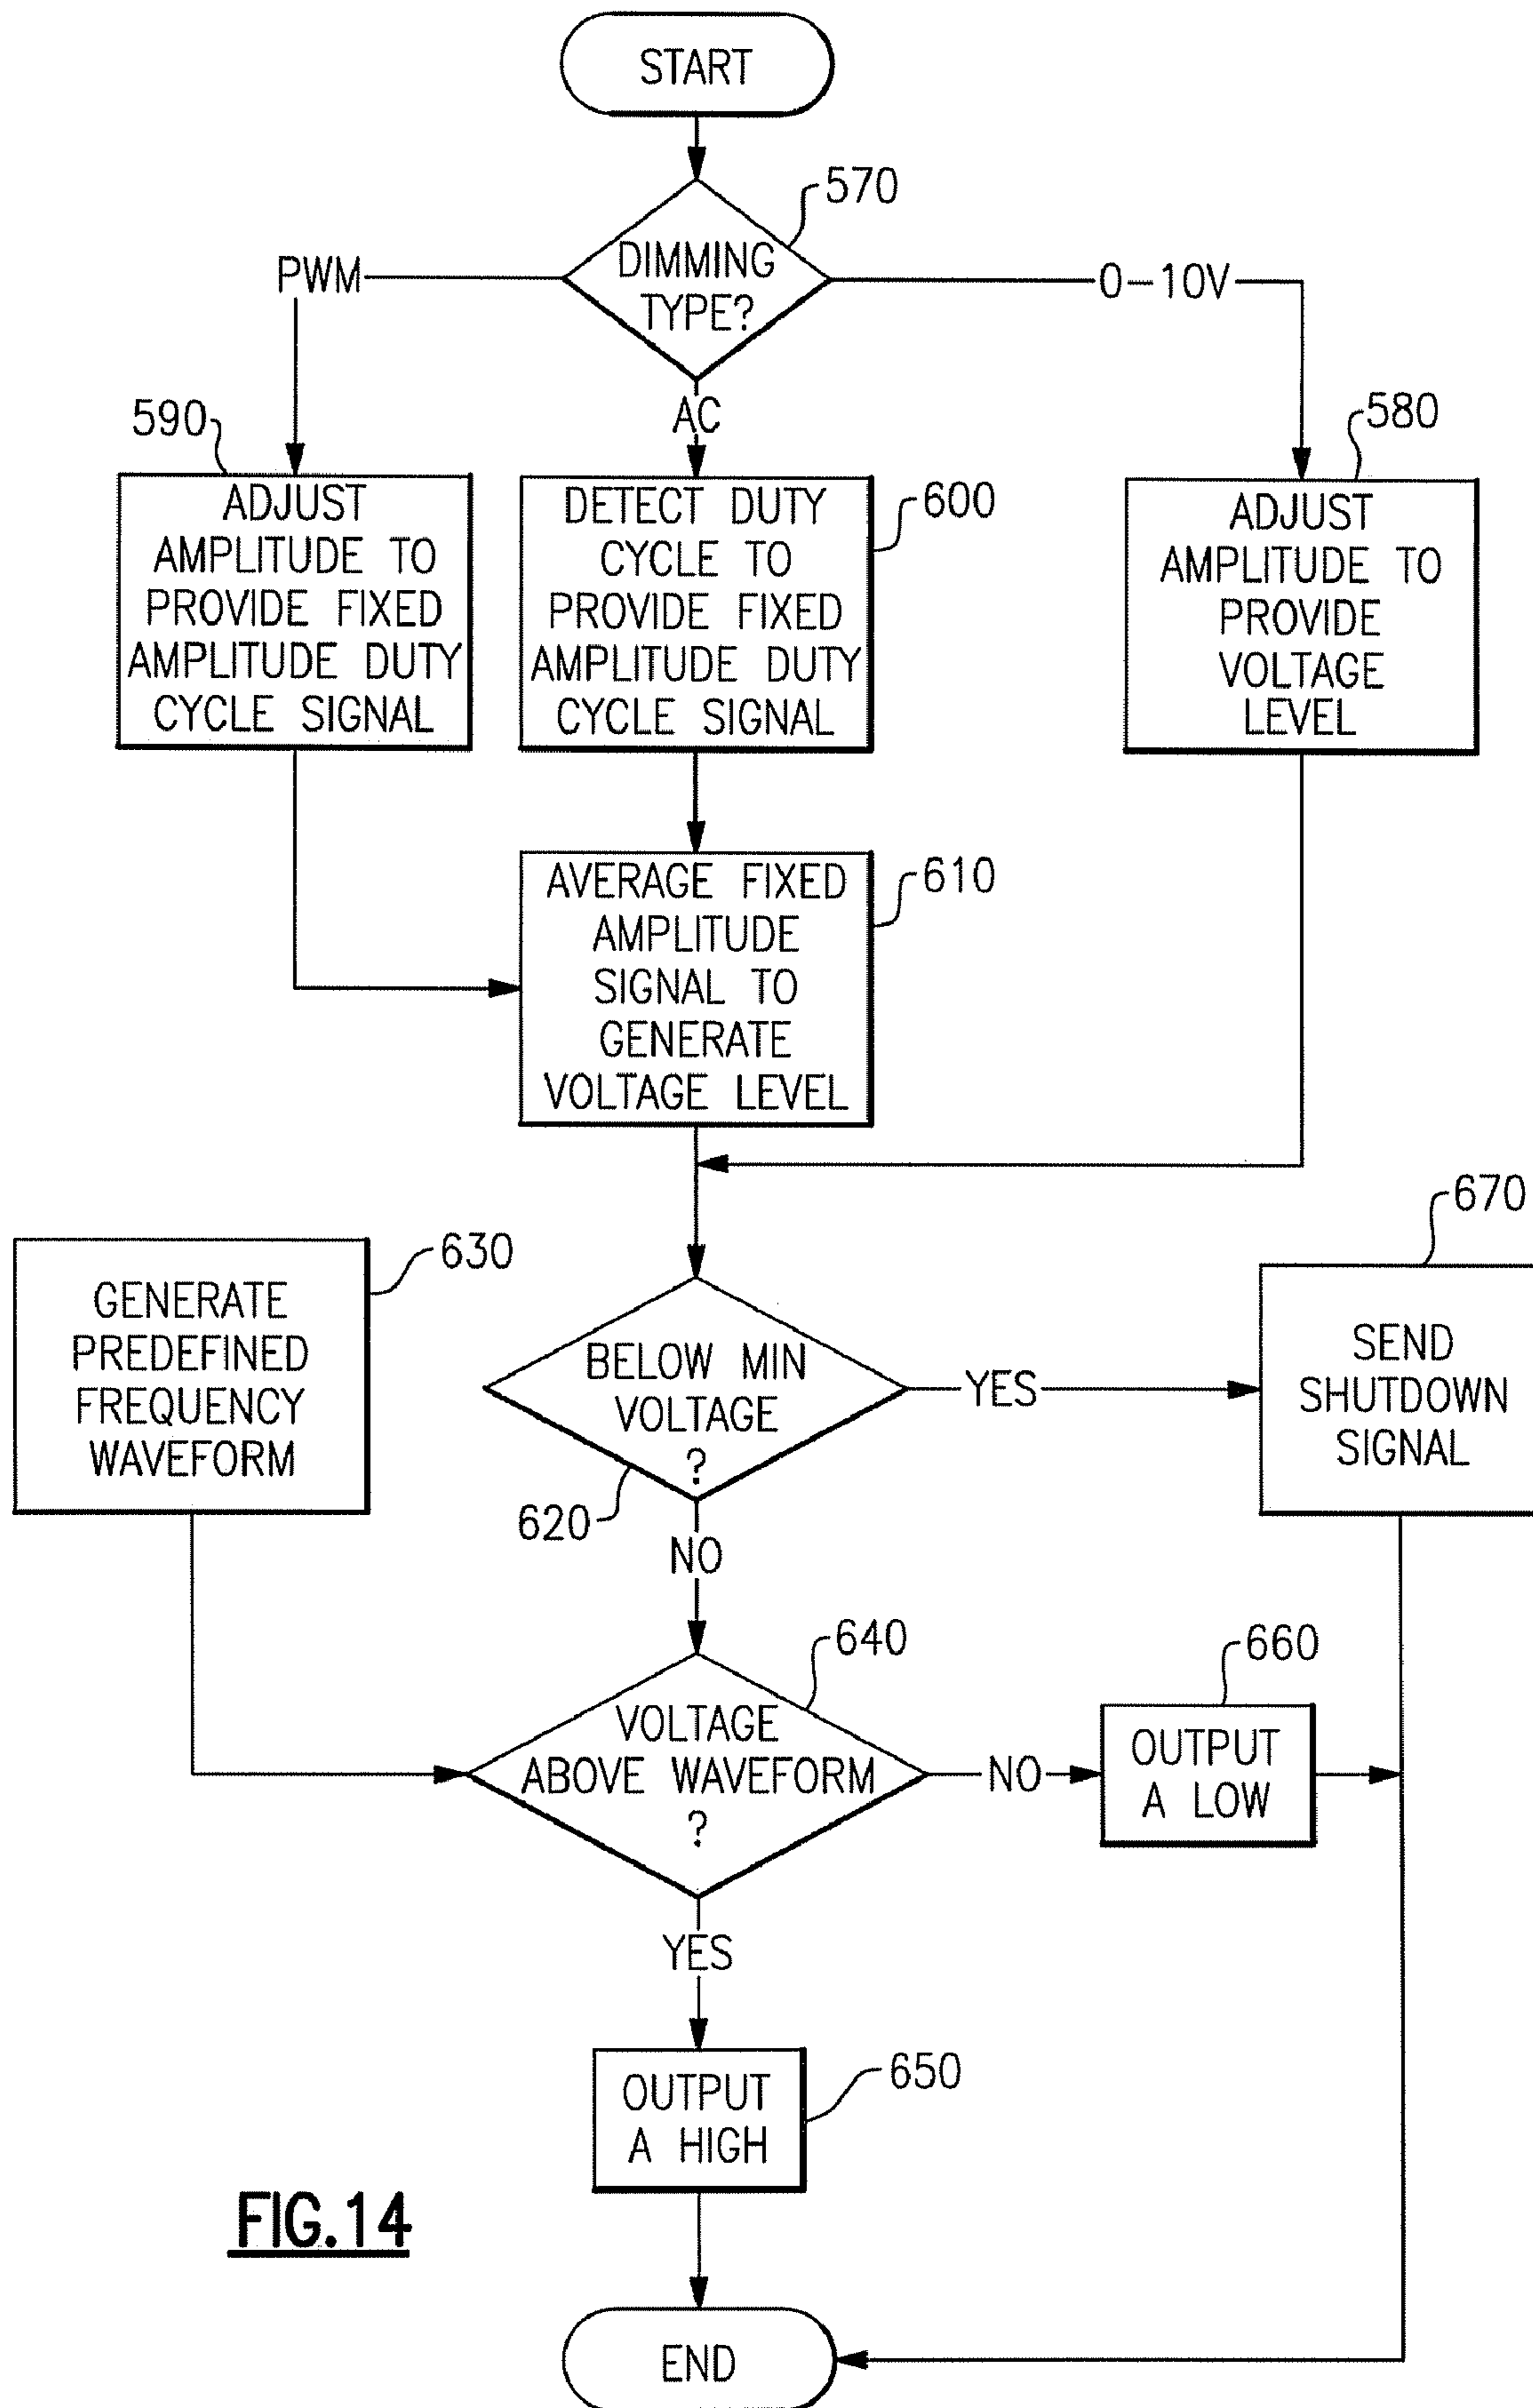 START
570
DIMMING
TYPE?
PWM
0-10V
AC
590
ADJUST
AMPLITUDE TO
PROVIDE FIXED
AMPLITUDE DUTY
CYCLE SIGNAL
600
DETECT DUTY
CYCLE TO
PROVIDE FIXED
AMPLITUDE DUTY
CYCLE SIGNAL
580
ADJUST
AMPLITUDE TO
PROVIDE
VOLTAGE
LEVEL
610
AVERAGE FIXED
AMPLITUDE
SIGNAL TO
GENERATE
VOLTAGE LEVEL
630
GENERATE
PREDEFINED
FREQUENCY
WAVEFORM
BELOW MIN
VOLTAGE
?
620
YES
670
SEND
SHUTDOWN
SIGNAL
NO
640
VOLTAGE
ABOVE WAVEFORM
?
NO
660
OUTPUT
A LOW
YES
650
OUTPUT
A HIGH
FIG.14
END